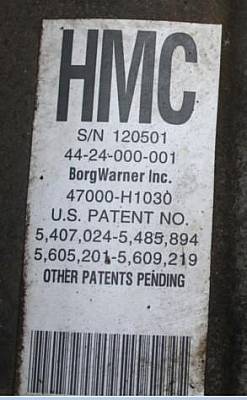 HMC
S/N 120501
44-24-000-001
BorgWarner Inc.
47000-H1030
U.S. PATENT NO.
5,407,024-5,485,894
5,605,201-5,609,219
OTHER PATENTS PENDING